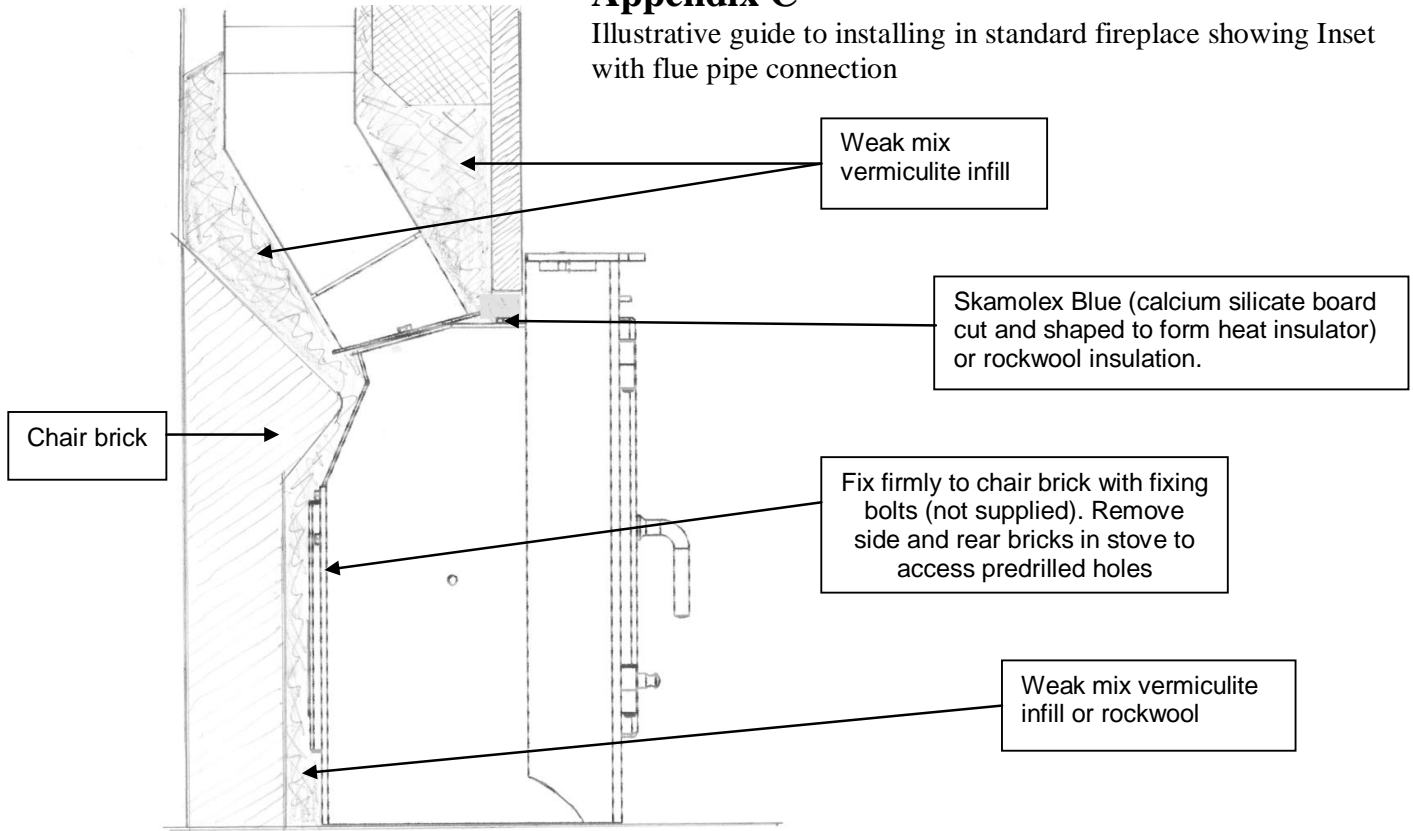 Appendix C
Illustrative guide to installing in standard fireplace showing Inset
with flue pipe connection
Weak mix
vermiculite infill
Skamolex Blue (calcium silicate board
cut and shaped to form heat insulator)
or rockwool insulation.
Chair brick
Fix firmly to chair brick with fixing
bolts (not supplied). Remove
side and rear bricks in stove to
access predrilled holes
Weak mix vermiculite
infill or rockwool